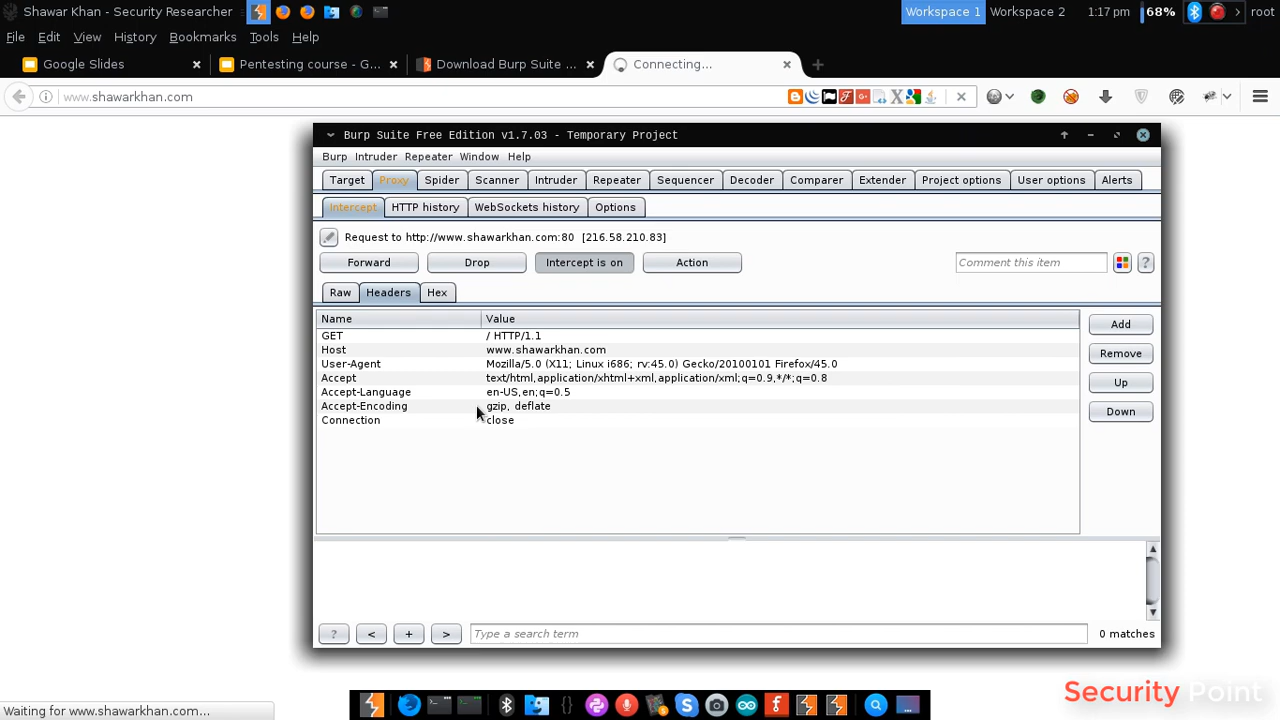 Shawar Khan - Security Researcher
Workspace 1 Workspace 2 1:17 pm 68% root
File Edit View History Bookmarks Tools Help
Google Slides × Pentesting course - G... × Download Burp Suite ... × Connecting... × +
www.shawarkhan.com
Burp Suite Free Edition v1.7.03 - Temporary Project
Burp Intruder Repeater Window Help
Target Proxy Spider Scanner Intruder Repeater Sequencer Decoder Comparer Extender Project options User options Alerts
Intercept HTTP history WebSockets history Options
Request to http://www.shawarkhan.com:80 [216.58.210.83]
Forward Drop Intercept is on Action Comment this item ?
Raw Headers Hex
Name Value
GET / HTTP/1.1
Host www.shawarkhan.com
User-Agent Mozilla/5.0 (X11; Linux i686; rv:45.0) Gecko/20100101 Firefox/45.0
Accept text/html,application/xhtml+xml,application/xml;q=0.9,*/*;q=0.8
Accept-Language en-US,en;q=0.5
Accept-Encoding gzip, deflate
Connection close
Add
Remove
Up
Down
? < + > Type a search term 0 matches
Waiting for www.shawarkhan.com...
Security Point